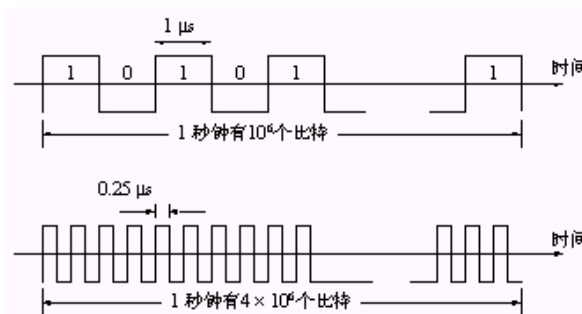 1 μs
1 0 1 0 1 1 时间
1 秒钟有10⁶个比特
0.25 μs
时间
1 秒钟有4 × 10⁶个比特